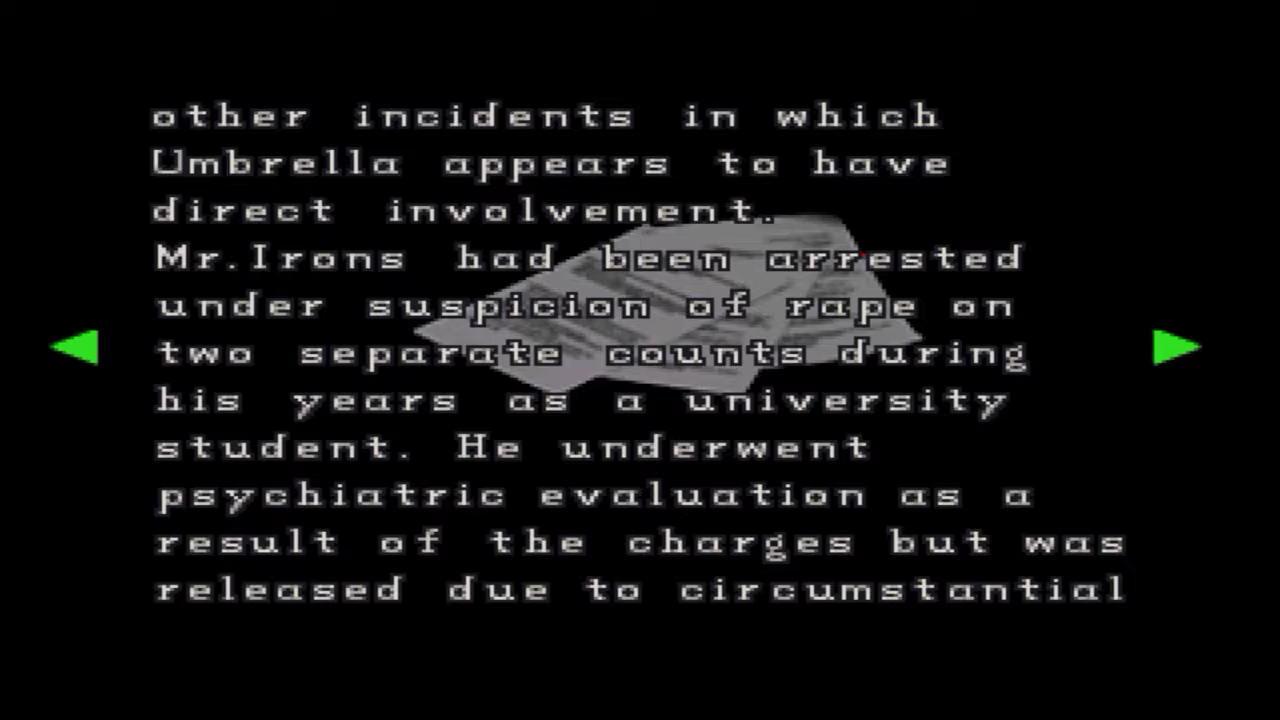 other incidents in which
Umbrella appears to have
direct involvement.
Mr.Irons had been arrested
under suspicion of rape on
two separate counts during
his years as a university
student. He underwent
psychiatric evaluation as a
result of the charges but was
released due to circumstantial